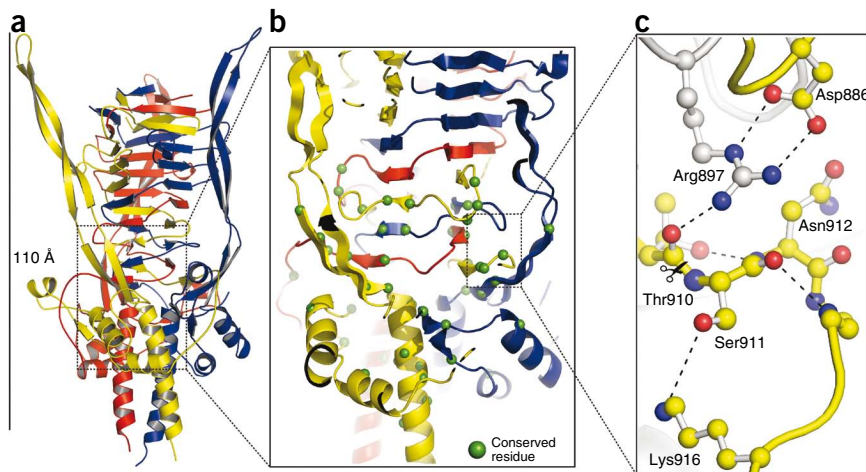 a
b
c
110 Å
Conserved
residue
Asp886
Arg897
Asn912
Thr910
Ser911
Lys916